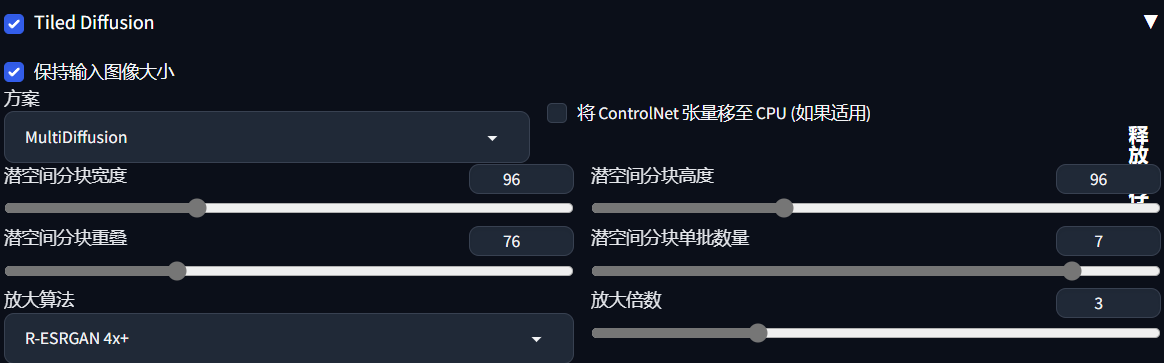 Tiled Diffusion
保持输入图像大小
方案
MultiDiffusion
将 ControlNet 张量移至 CPU (如果适用)
释
放
潜空间分块宽度 96
潜空间分块高度 96
潜空间分块重叠 76
潜空间分块单批数量 7
放大算法
R-ESRGAN 4x+
放大倍数 3